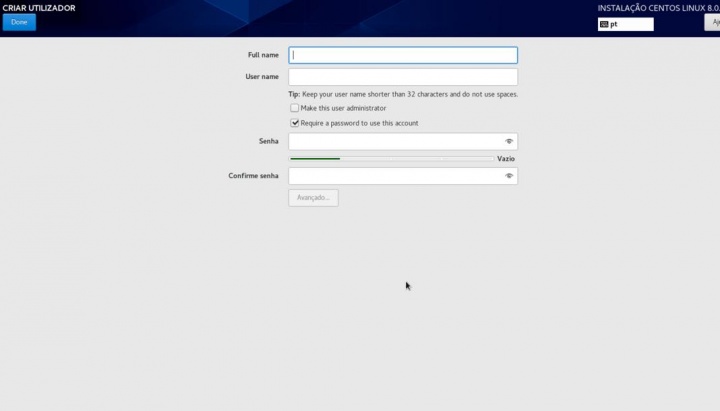 CRIAR UTILIZADOR
INSTALAÇÃO CENTOS LINUX 8.0.
Done
pt
Full name
User name
Tip: Keep your user name shorter than 32 characters and do not use spaces.
Make this user administrator
Require a password to use this account
Senha
Vazio
Confirme senha
Avançado...